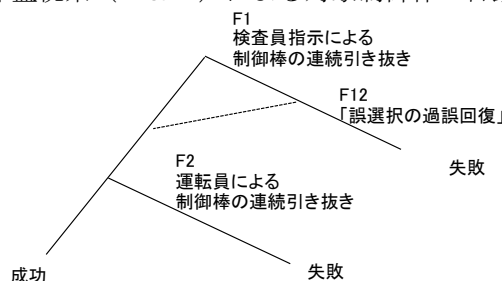 F1
検査員指示による
制御棒の連続引き抜き
F12
「誤選択の過誤回復」
失敗
F2
運転員による
制御棒の連続引き抜き
成功
失敗